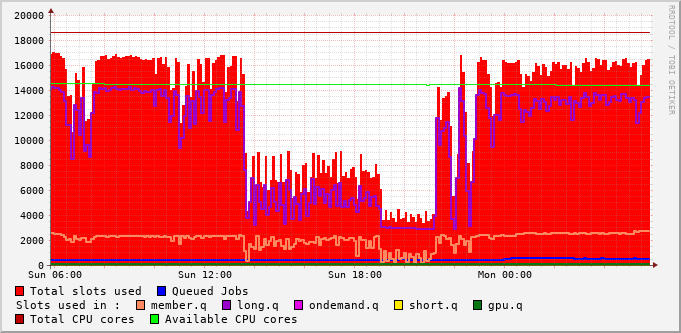 20000
18000
16000
14000
12000
10000
8000
6000
4000
2000
0
Sun 06:00 Sun 12:00 Sun 18:00 Mon 00:00
RRDTOOL / TOBI OETIKER
Total slots used Queued Jobs
Slots used in : member.q long.q ondemand.q short.q gpu.q
Total CPU cores Available CPU cores